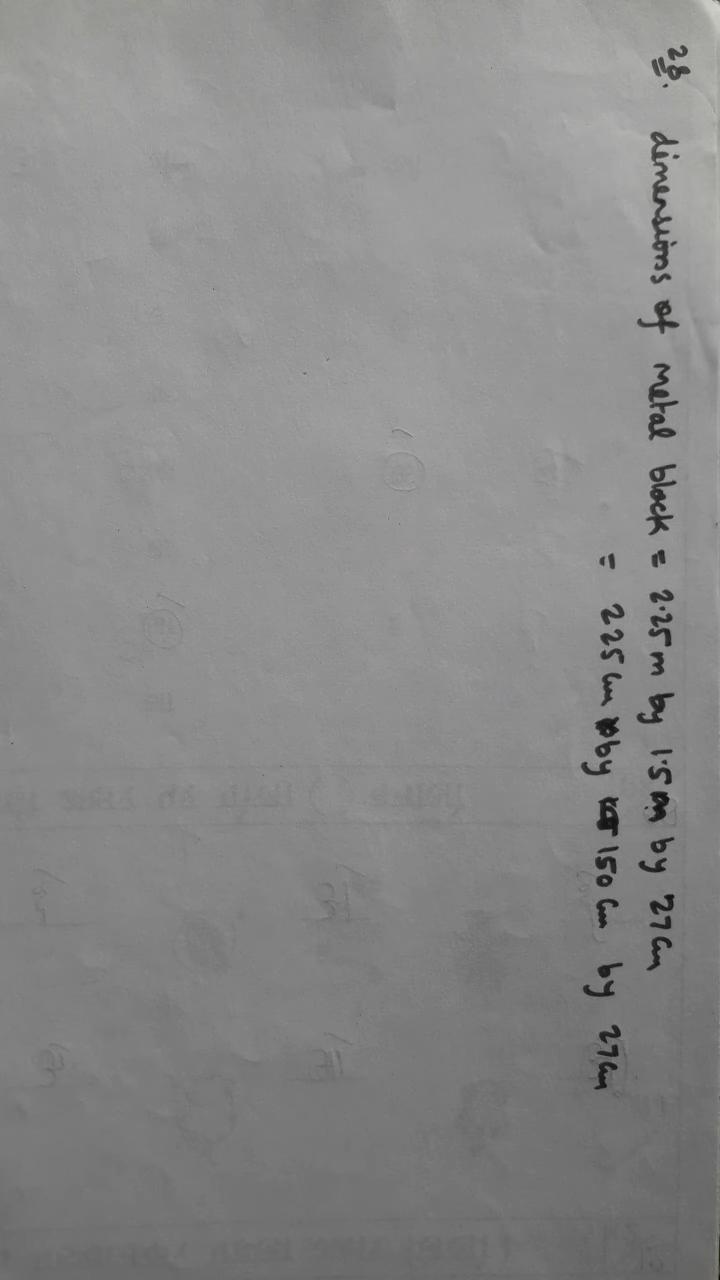 28. dimensions of metal block = 2.25 m by 1.5 m by 27 cm
= 225 cm by 150 cm by 27 cm